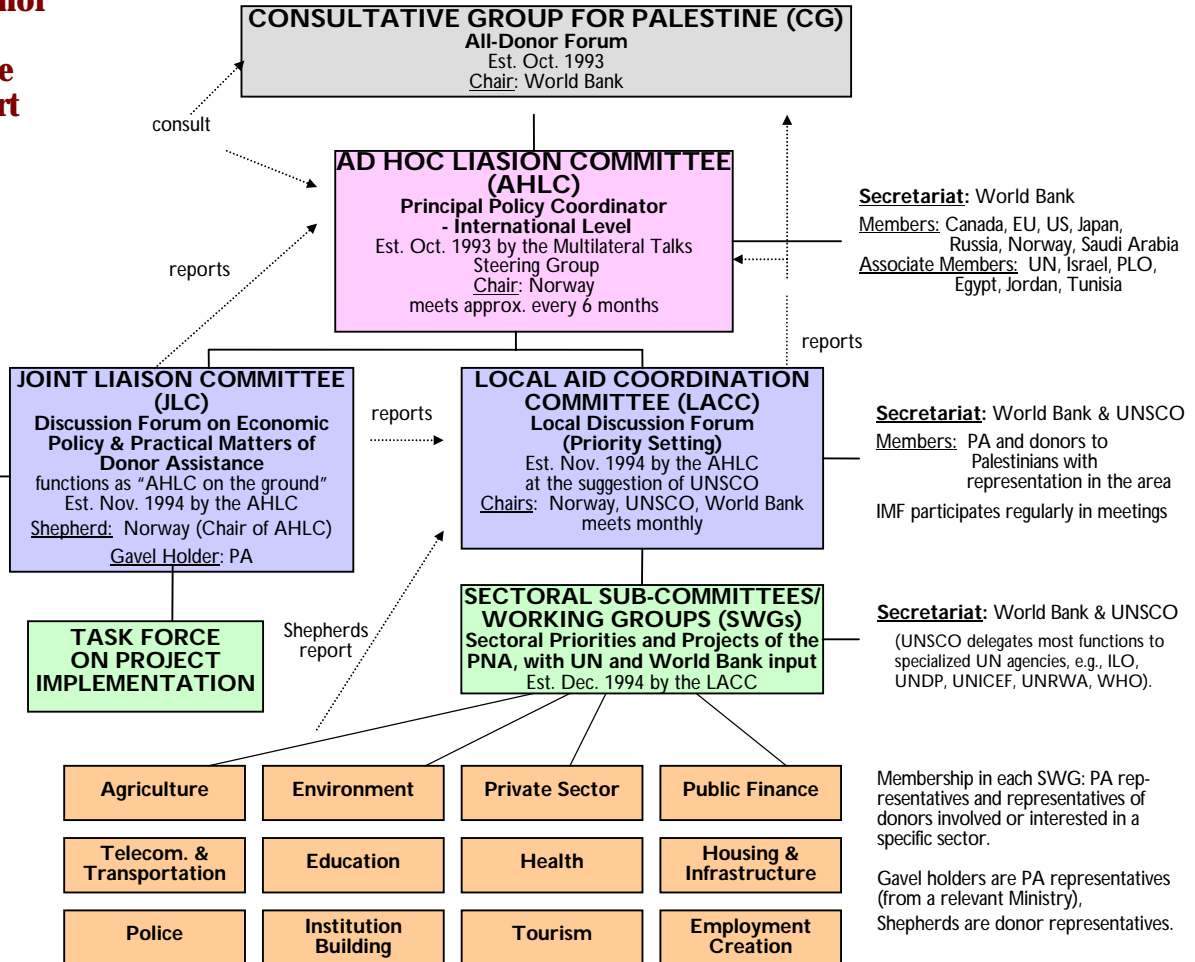 CONSULTATIVE GROUP FOR PALESTINE (CG)
All-Donor Forum
Est. Oct. 1993
Chair: World Bank
consult
AD HOC LIASION COMMITTEE
(AHLC)
Principal Policy Coordinator
- International Level
Est. Oct. 1993 by the Multilateral Talks
Steering Group
Chair: Norway
meets approx. every 6 months
Secretariat: World Bank
Members: Canada, EU, US, Japan,
Russia, Norway, Saudi Arabia
Associate Members: UN, Israel, PLO,
Egypt, Jordan, Tunisia
reports
reports
JOINT LIAISON COMMITTEE
(JLC)
Discussion Forum on Economic
Policy & Practical Matters of
Donor Assistance
functions as “AHLC on the ground”
Est. Nov. 1994 by the AHLC
Shepherd: Norway (Chair of AHLC)
Gavel Holder: PA
reports
LOCAL AID COORDINATION
COMMITTEE (LACC)
Local Discussion Forum
(Priority Setting)
Est. Nov. 1994 by the AHLC
at the suggestion of UNSCO
Chairs: Norway, UNSCO, World Bank
meets monthly
Secretariat: World Bank & UNSCO
Members: PA and donors to
Palestinians with
representation in the area
IMF participates regularly in meetings
TASK FORCE
ON PROJECT
IMPLEMENTATION
Shepherds
report
SECTORAL SUB-COMMITTEES/
WORKING GROUPS (SWGs)
Sectoral Priorities and Projects of the
PNA, with UN and World Bank input
Est. Dec. 1994 by the LACC
Secretariat: World Bank & UNSCO
(UNSCO delegates most functions to
specialized UN agencies, e.g., ILO,
UNDP, UNICEF, UNRWA, WHO).
Agriculture
Environment
Private Sector
Public Finance
Telecom. &
Transportation
Education
Health
Housing &
Infrastructure
Police
Institution
Building
Tourism
Employment
Creation
Membership in each SWG: PA rep-
resentatives and representatives of
donors involved or interested in a
specific sector.
Gavel holders are PA representatives
(from a relevant Ministry),
Shepherds are donor representatives.